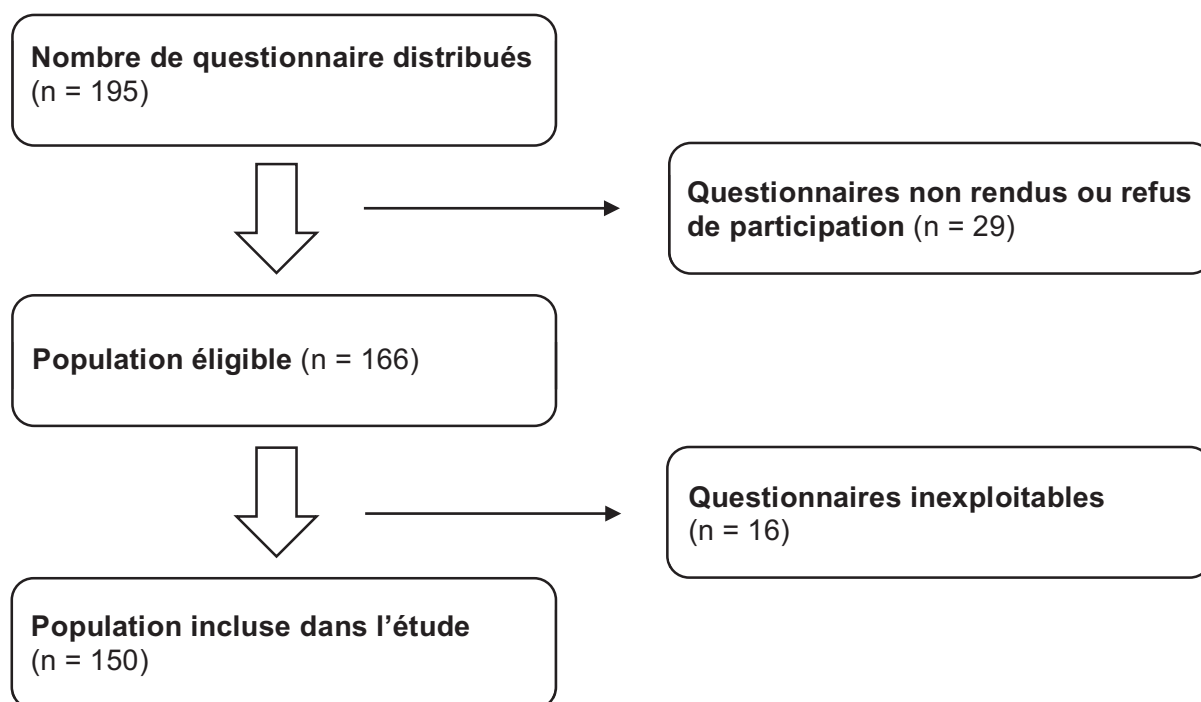 Nombre de questionnaire distribués
(n = 195)
Questionnaires non rendus ou refus
de participation (n = 29)
Population éligible (n = 166)
Questionnaires inexploitables
(n = 16)
Population incluse dans l’étude
(n = 150)